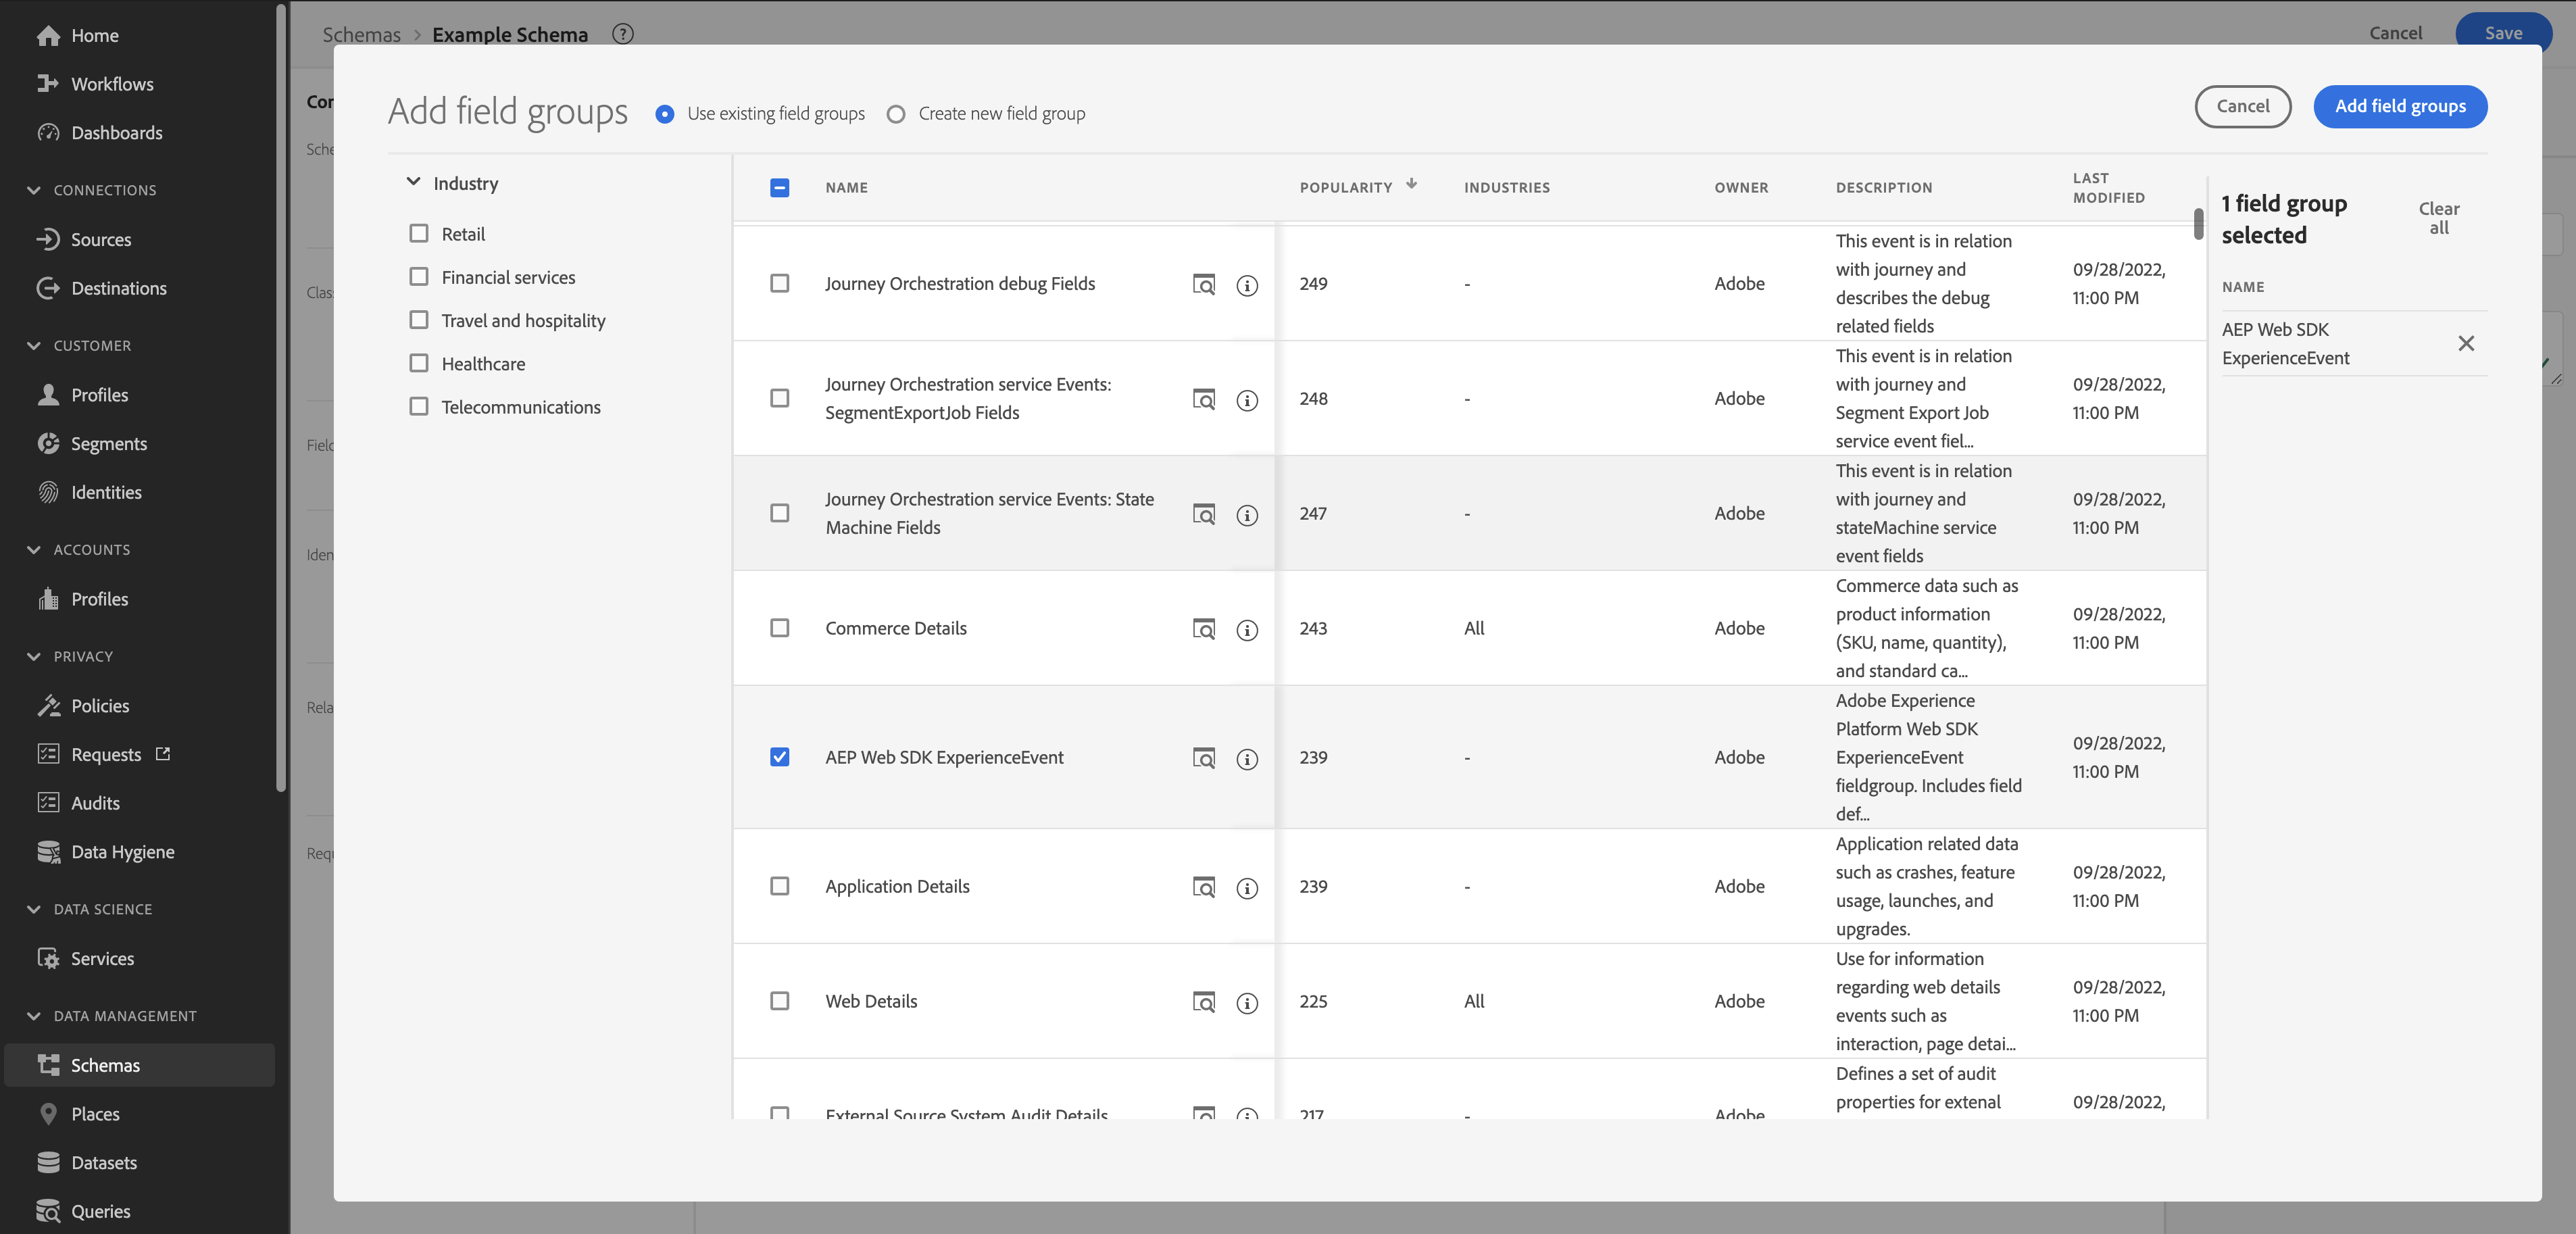 Home
Workflows
Dashboards
CONNECTIONS
Sources
Destinations
CUSTOMER
Profiles
Segments
Identities
ACCOUNTS
Profiles
PRIVACY
Policies
Requests
Audits
Data Hygiene
DATA SCIENCE
Services
DATA MANAGEMENT
Schemas
Places
Datasets
Queries
Schemas > Example Schema
Cancel
Save
Add field groups
Use existing field groups
Create new field group
Cancel
Add field groups
Industry
Retail
Financial services
Travel and hospitality
Healthcare
Telecommunications
NAME
POPULARITY
INDUSTRIES
OWNER
DESCRIPTION
LAST
MODIFIED
Journey Orchestration debug Fields
249
-
Adobe
This event is in relation
with journey and
describes the debug
related fields
09/28/2022,
11:00 PM
Journey Orchestration service Events:
SegmentExportJob Fields
248
-
Adobe
This event is in relation
with journey and
Segment Export Job
service event fiel...
09/28/2022,
11:00 PM
Journey Orchestration service Events: State
Machine Fields
247
-
Adobe
This event is in relation
with journey and
stateMachine service
event fields
09/28/2022,
11:00 PM
Commerce Details
243
All
Adobe
Commerce data such as
product information
(SKU, name, quantity),
and standard ca...
09/28/2022,
11:00 PM
AEP Web SDK ExperienceEvent
239
-
Adobe
Adobe Experience
Platform Web SDK
ExperienceEvent
fieldgroup. Includes field
def...
09/28/2022,
11:00 PM
Application Details
239
-
Adobe
Application related data
such as crashes, feature
usage, launches, and
upgrades.
09/28/2022,
11:00 PM
Web Details
225
All
Adobe
Use for information
regarding web details
events such as
interaction, page detai...
09/28/2022,
11:00 PM
External Source System Audit Details
217
-
Adobe
Defines a set of audit
properties for extenal
09/28/2022,
1 field group
selected
Clear
all
NAME
AEP Web SDK
ExperienceEvent